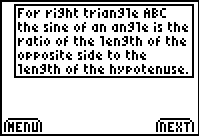 For right triangle ABC
the sine of an angle is the
ratio of the length of the
opposite side to the
length of the hypotenuse.
MENU NEXT